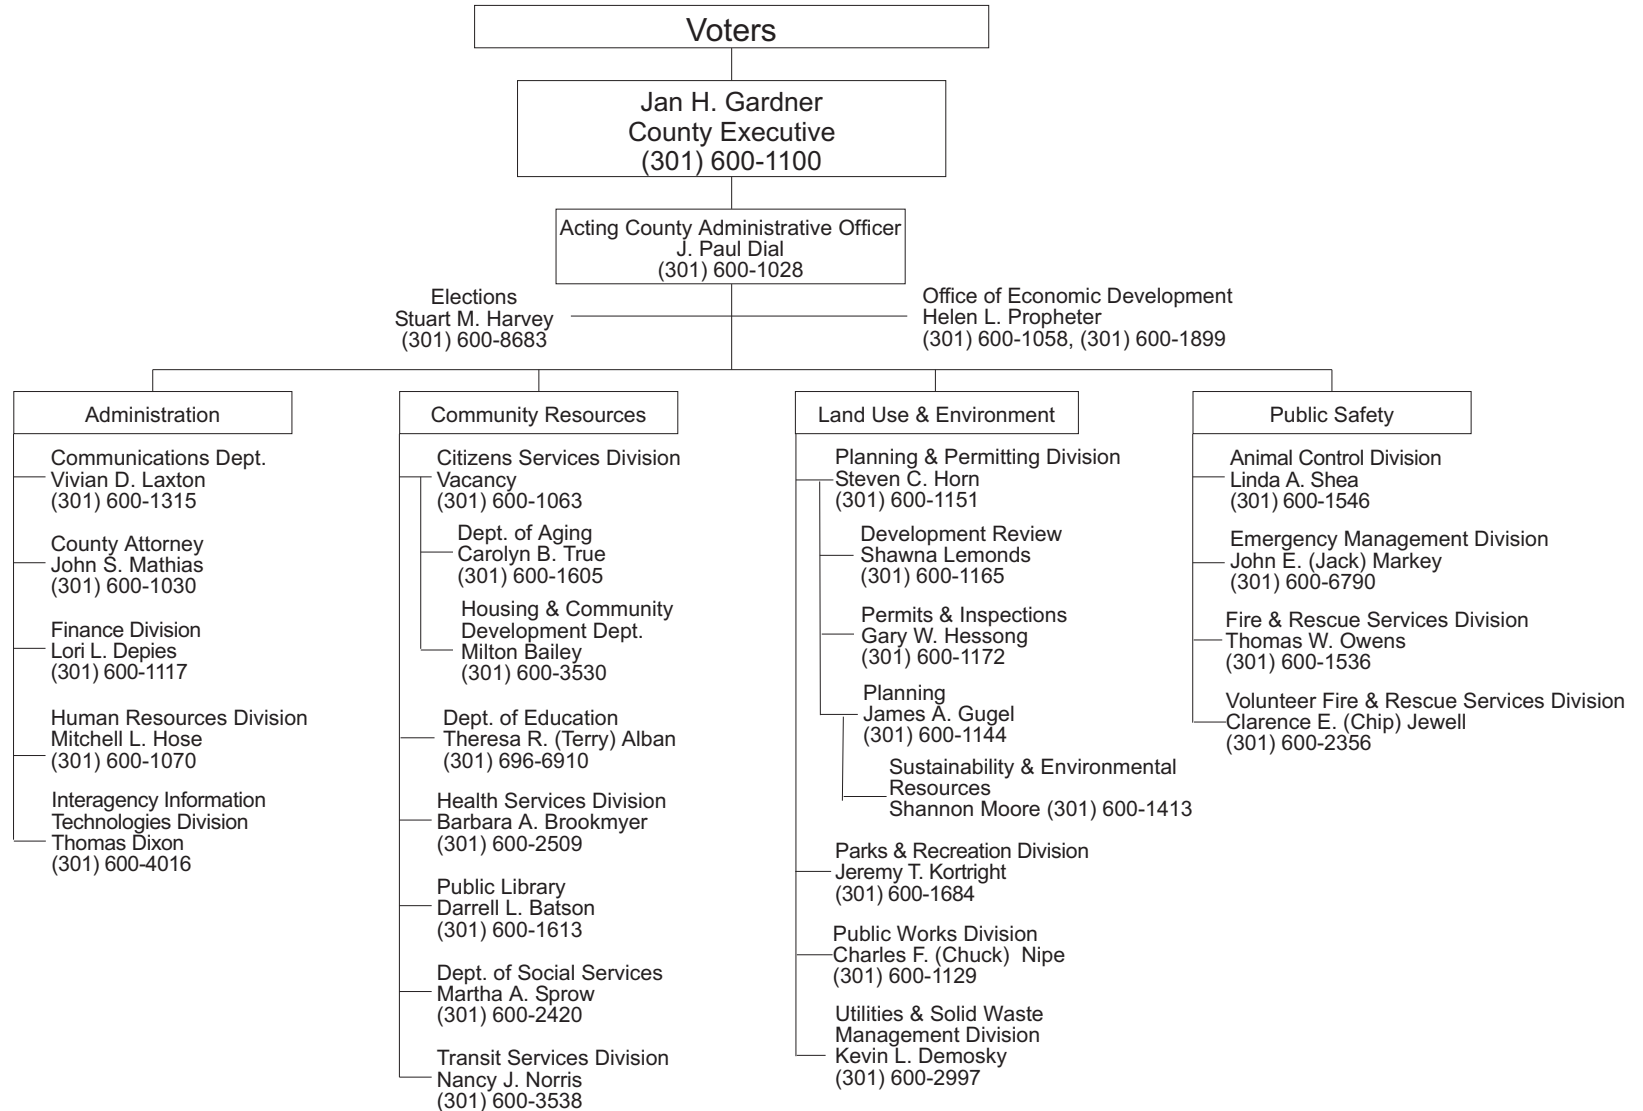 Voters
Jan H. Gardner
County Executive
(301) 600-1100
Acting County Administrative Officer
J. Paul Dial
(301) 600-1028
Elections
Stuart M. Harvey
(301) 600-8683
Office of Economic Development
Helen L. Propheter
(301) 600-1058, (301) 600-1899
Administration
Communications Dept.
Vivian D. Laxton
(301) 600-1315
County Attorney
John S. Mathias
(301) 600-1030
Finance Division
Lori L. Depies
(301) 600-1117
Human Resources Division
Mitchell L. Hose
(301) 600-1070
Interagency Information
Technologies Division
Thomas Dixon
(301) 600-4016
Community Resources
Citizens Services Division
Vacancy
(301) 600-1063
Dept. of Aging
Carolyn B. True
(301) 600-1605
Housing & Community
Development Dept.
Milton Bailey
(301) 600-3530
Dept. of Education
Theresa R. (Terry) Alban
(301) 696-6910
Health Services Division
Barbara A. Brookmyer
(301) 600-2509
Public Library
Darrell L. Batson
(301) 600-1613
Dept. of Social Services
Martha A. Sprow
(301) 600-2420
Transit Services Division
Nancy J. Norris
(301) 600-3538
Land Use & Environment
Planning & Permitting Division
Steven C. Horn
(301) 600-1151
Development Review
Shawna Lemonds
(301) 600-1165
Permits & Inspections
Gary W. Hessong
(301) 600-1172
Planning
James A. Gugel
(301) 600-1144
Sustainability & Environmental
Resources
Shannon Moore (301) 600-1413
Parks & Recreation Division
Jeremy T. Kortright
(301) 600-1684
Public Works Division
Charles F. (Chuck) Nipe
(301) 600-1129
Utilities & Solid Waste
Management Division
Kevin L. Demosky
(301) 600-2997
Public Safety
Animal Control Division
Linda A. Shea
(301) 600-1546
Emergency Management Division
John E. (Jack) Markey
(301) 600-6790
Fire & Rescue Services Division
Thomas W. Owens
(301) 600-1536
Volunteer Fire & Rescue Services Division
Clarence E. (Chip) Jewell
(301) 600-2356